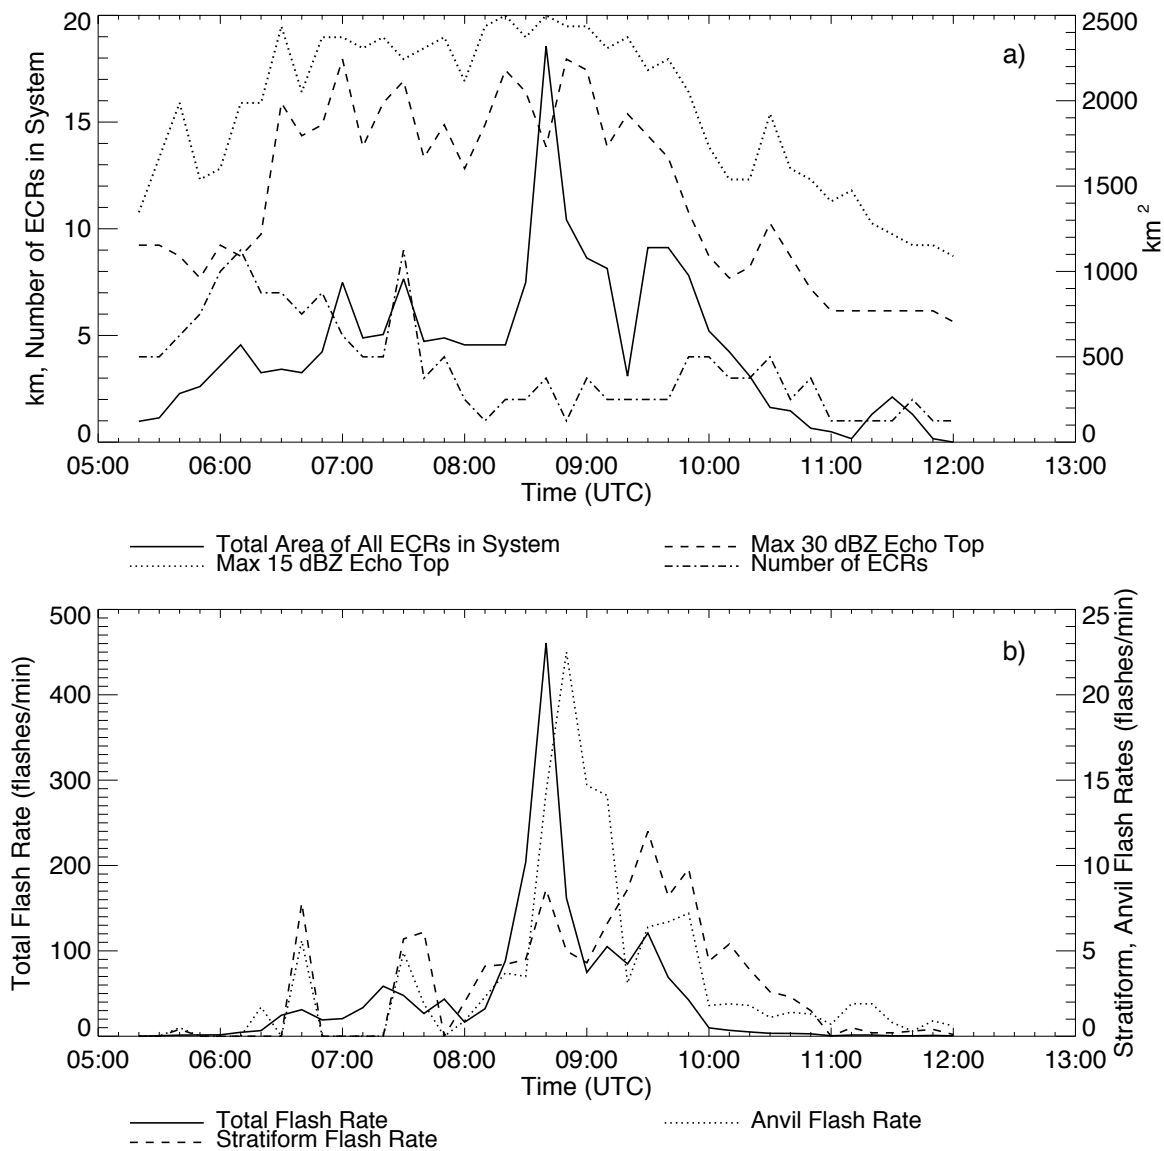 a)
20
15
10
5
0
km, Number of ECRs in System
2500
2000
1500
1000
500
0
km 2
05:00 06:00 07:00 08:00 09:00 10:00 11:00 12:00 13:00
Time (UTC)
Total Area of All ECRs in System
Max 15 dBZ Echo Top
Max 30 dBZ Echo Top
Number of ECRs
b)
500
400
300
200
100
0
Total Flash Rate (flashes/min)
25
20
15
10
5
0
Stratiform, Anvil Flash Rates (flashes/min)
05:00 06:00 07:00 08:00 09:00 10:00 11:00 12:00 13:00
Time (UTC)
Total Flash Rate
Stratiform Flash Rate
Anvil Flash Rate